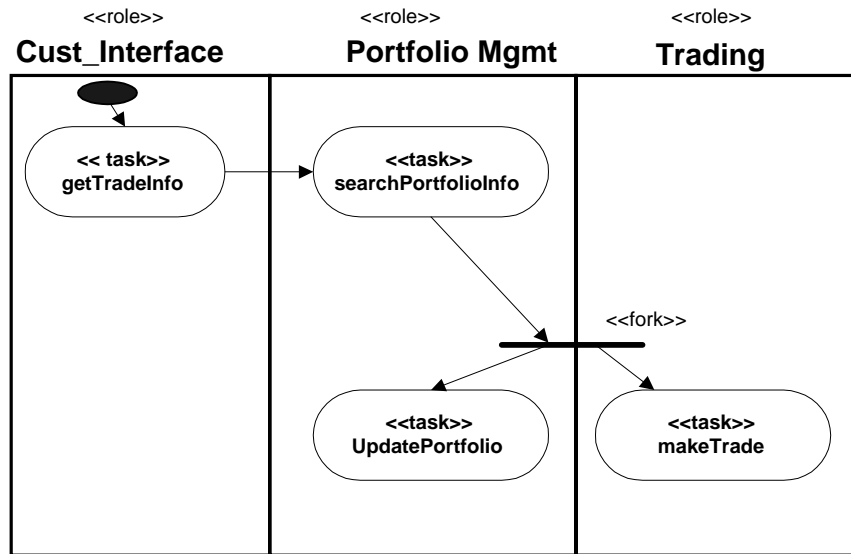 <<role>>
<<role>>
<<role>>
Cust_Interface
Portfolio Mgmt
Trading
<< task>>
getTradeInfo
<<task>>
searchPortfolioInfo
<<fork>>
<<task>>
UpdatePortfolio
<<task>>
makeTrade